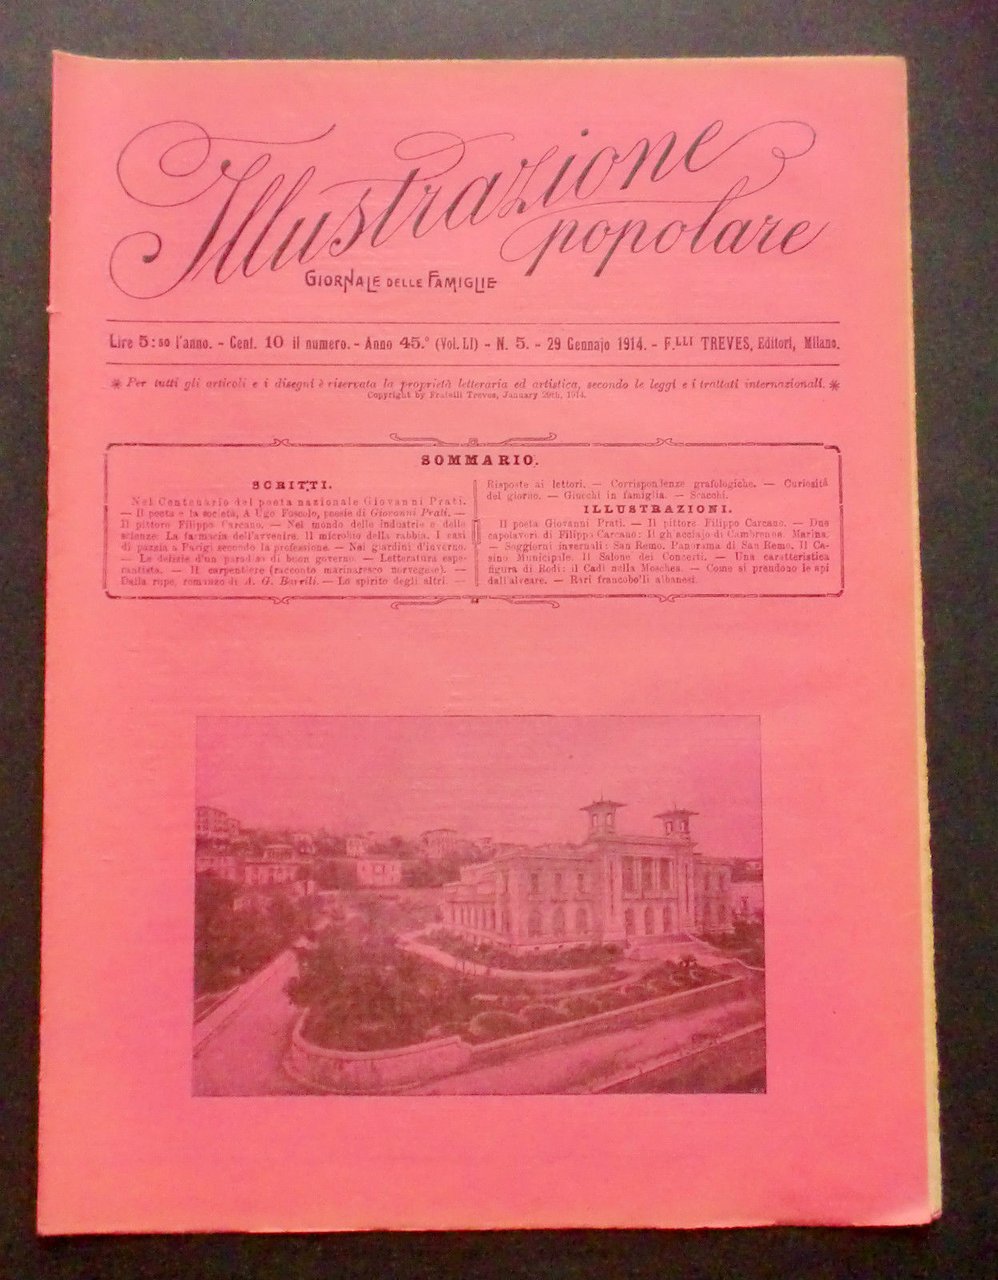 Illustrazione
popolare
GIORNALE DELLE FAMIGLIE
Lire 5:50 l'anno. - Cent. 10 il numero. - Anno 45.° (Vol. LI) - N. 5. - 29 Gennajo 1914. - F.LLI TREVES, Editori, Milano.
Per tutti gli articoli e i disegni è riservata la proprietà letteraria ed artistica, secondo le leggi e i trattati internazionali.
Copyright by Fratelli Treves, January 29th, 1914.
SOMMARIO.
SCRITTI.
Nel Centenario del poeta nazionale Giovanni Prati.
— Il poeta e la società, A Ugo Foscolo, poesie di Giovanni Prati. —
Il pittore Filippo Carcano. — Nel mondo delle industrie e delle
scienze: La farmacia dell'avvenire. Il microbio della rabbia. I casi
di pazzia a Parigi secondo la professione. — Nei giardini d'inverno.
— Le delizie d'un paradiso di buon governo. — Letteratura espe-
rantista. — Il carpentiere (racconto marinaresco norvegese). —
Dalla rupe, romanzo di A. G. Barrili. — Lo spirito degli altri. —
Risposte ai lettori. — Corrispondenze grafologiche. — Curiosità
del giorno. — Giuochi in famiglia. — Scacchi.
ILLUSTRAZIONI.
Il poeta Giovanni Prati. — Il pittore Filippo Carcano. — Due
capolavori di Filippo Carcano: Il ghiacciajo di Cambrena. Marina.
— Soggiorni invernali: San Remo. Panorama di San Remo. Il Ca-
sino Municipale. Il Salone dei Concerti. — Una caratteristica
figura di Rodi: il Cadì nella Moschea. — Come si prendono le api
dall'alveare. — Rari francobolli albanesi.